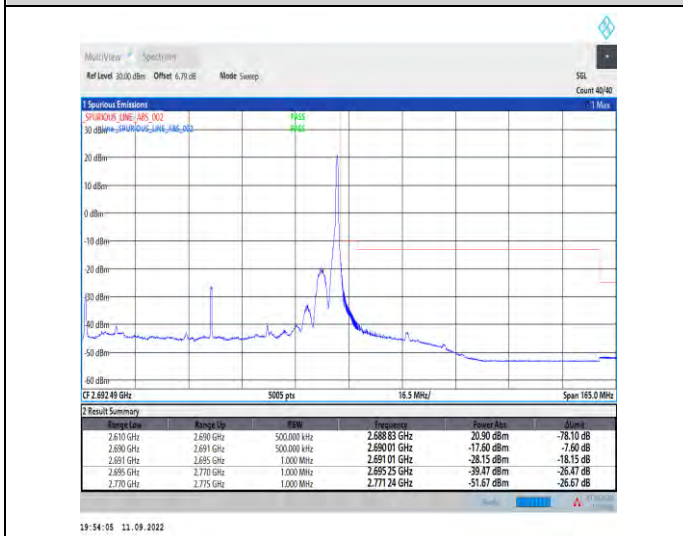 MultiView Spectrum
Ref Level 30.00 dBm Offset 6.79 dB Mode Sweep SGL
Count 40/40
1 Spurious Emissions 1 Max
_SPURIOUS_LINE_ABS_002 PASS
30 dBm Line _SPURIOUS_LINE_ABS_002 PASS
20 dBm
10 dBm
0 dBm
-10 dBm
-20 dBm
-30 dBm
-40 dBm
-50 dBm
-60 dBm
CF 2.692 49 GHz 5005 pts 16.5 MHz/ Span 165.0 MHz
2 Result Summary
Range Low Range Up RBW Frequency Power Abs ΔLimit
2.610 GHz 2.690 GHz 500.000 kHz 2.688 83 GHz 20.90 dBm -78.10 dB
2.690 GHz 2.691 GHz 500.000 kHz 2.690 01 GHz -17.60 dBm -7.60 dB
2.691 GHz 2.695 GHz 1.000 MHz 2.691 01 GHz -18.15 dBm -18.15 dB
2.695 GHz 2.770 GHz 1.000 MHz 2.695 25 GHz -39.47 dBm -26.47 dB
2.770 GHz 2.775 GHz 1.000 MHz 2.771 24 GHz -51.67 dBm -26.67 dB
19:54:05 11.09.2022